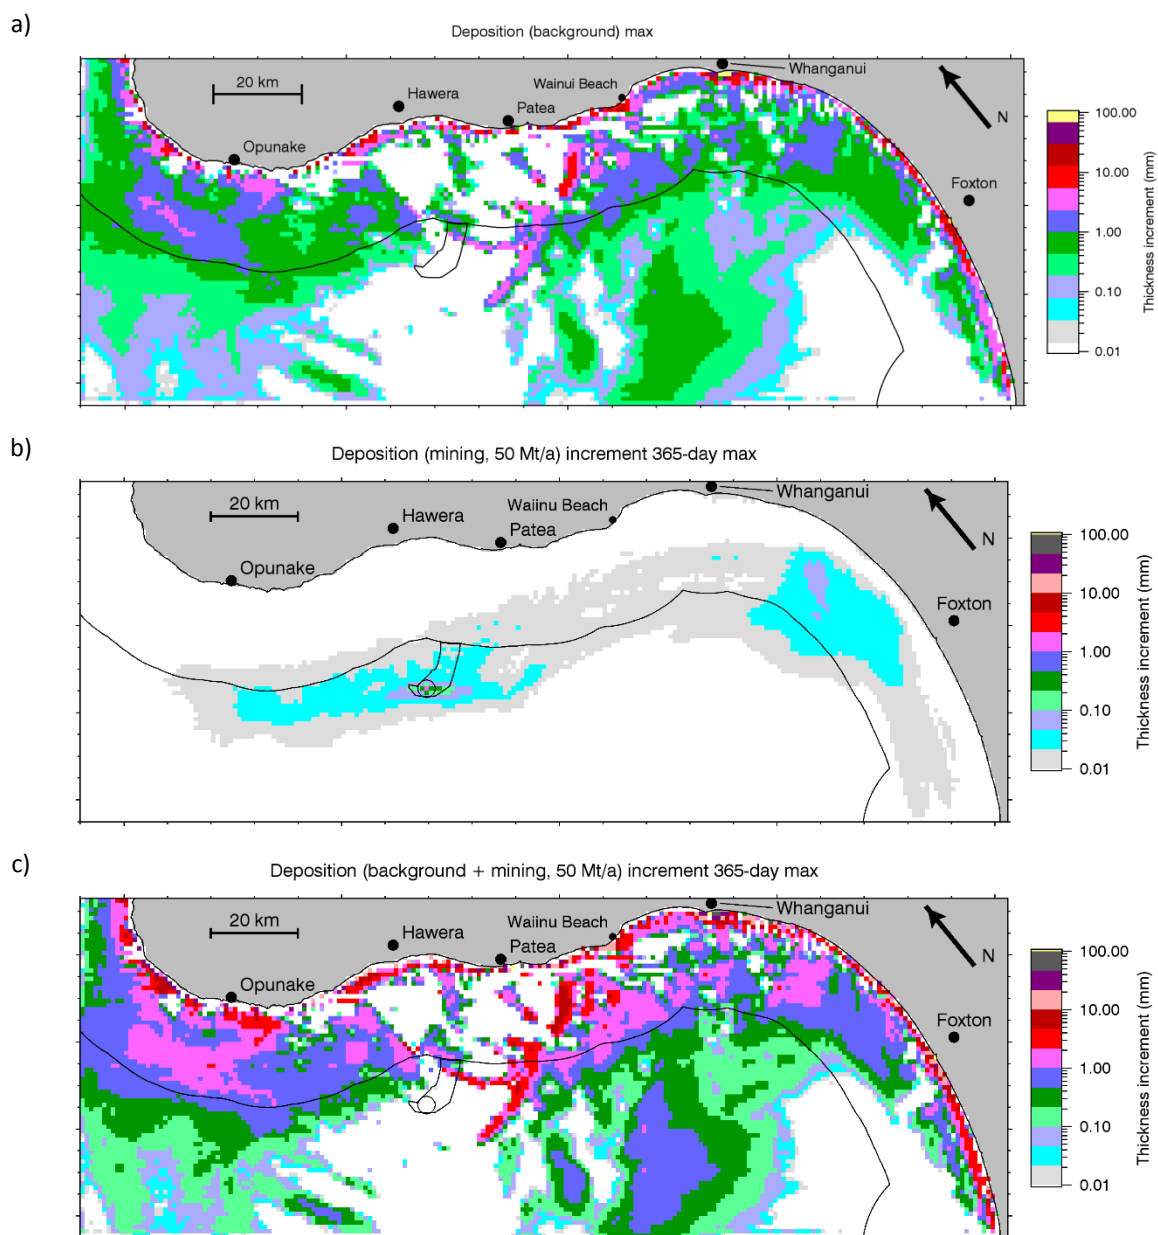 a)
Deposition (background) max
Whanganui
20 km
Wainui Beach
Hawera
Patea
N
Opunake
Foxton
100.00
10.00
1.00
0.10
0.01
Thickness increment (mm)
b)
Deposition (mining, 50 Mt/a) increment 365-day max
Whanganui
20 km
Waiinu Beach
Hawera
Patea
N
Opunake
Foxton
100.00
10.00
1.00
0.10
0.01
Thickness increment (mm)
c)
Deposition (background + mining, 50 Mt/a) increment 365-day max
Whanganui
20 km
Waiinu Beach
Hawera
Patea
N
Opunake
Foxton
100.00
10.00
1.00
0.10
0.01
Thickness increment (mm)